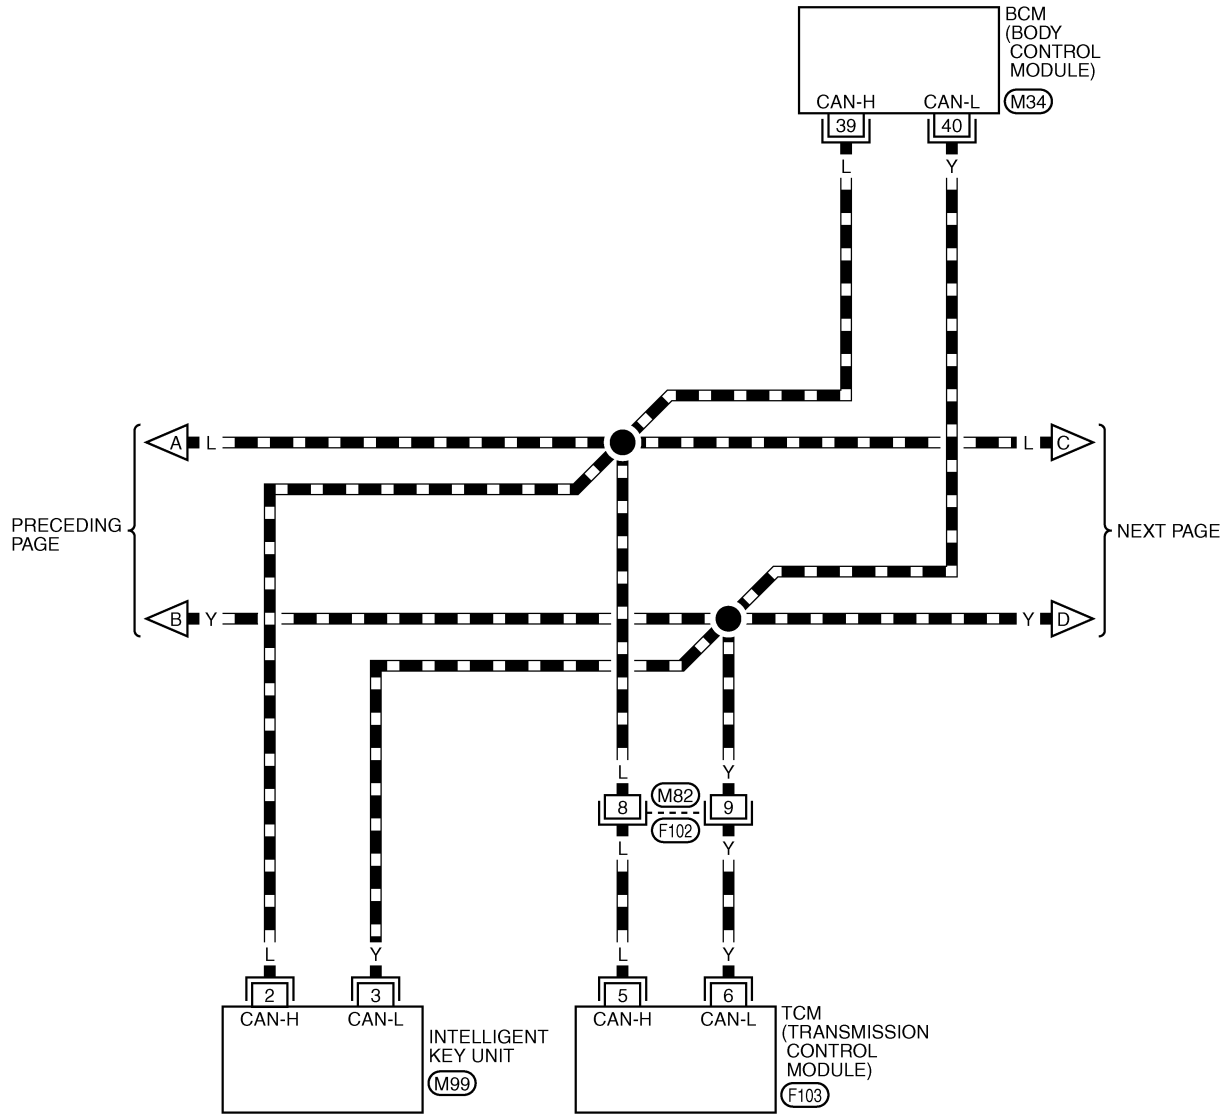 BCM
(BODY
CONTROL
MODULE)
M34
CAN-H CAN-L
39 40
L Y
A L L C
PRECEDING
PAGE
NEXT PAGE
B Y Y D
L Y
8 M82 9
F102
L Y
L Y L Y
2 3 5 6
CAN-H CAN-L
INTELLIGENT
KEY UNIT
M99
CAN-H CAN-L
TCM
(TRANSMISSION
CONTROL
MODULE)
F103